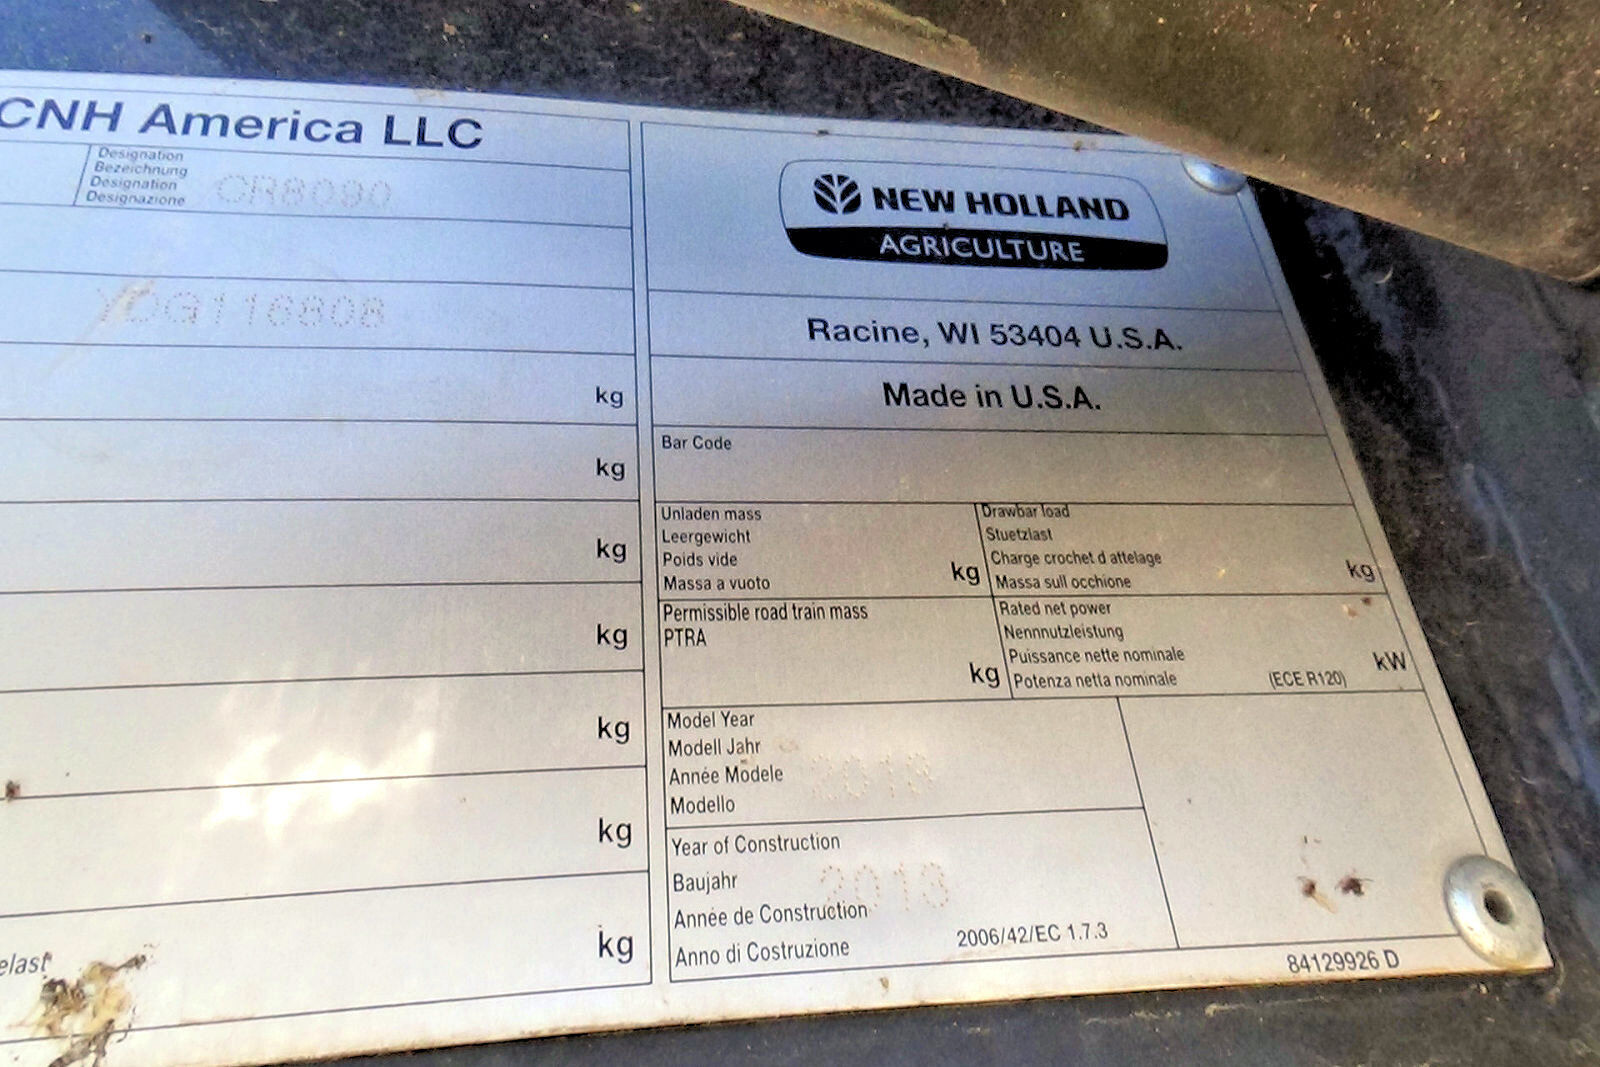 CNH America LLC
Designation
Bezeichnung
Designation
Designazione
CR8090
YDG116808
kg
kg
kg
kg
kg
kg
kg
elast
NEW HOLLAND
AGRICULTURE
Racine, WI 53404 U.S.A.
Made in U.S.A.
Bar Code
Unladen mass
Leergewicht
Poids vide
Massa a vuoto
kg
Drawbar load
Stuetzlast
Charge crochet d attelage
Massa sull occhione
kg
Permissible road train mass
PTRA
kg
Rated net power
Nennnutzleistung
Puissance nette nominale
Potenza netta nominale
(ECE R120)
kW
Model Year
Modell Jahr
Année Modele
Modello
2013
Year of Construction
Baujahr
Année de Construction
Anno di Costruzione
2013
2006/42/EC 1.7.3
84129926 D